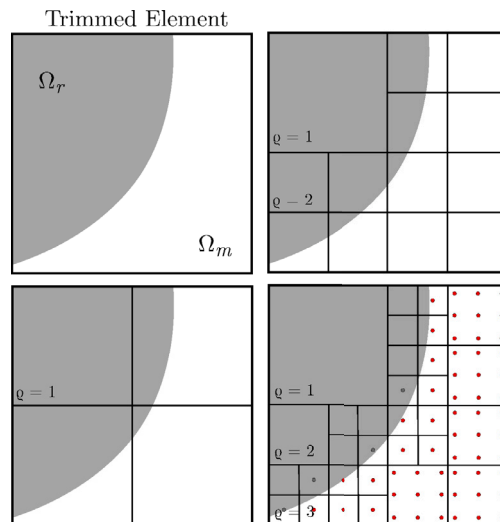 Trimmed Element
Ωr
Ωm
ϱ = 1
ϱ = 2
ϱ = 1
ϱ = 1
ϱ = 2
ϱ = 3